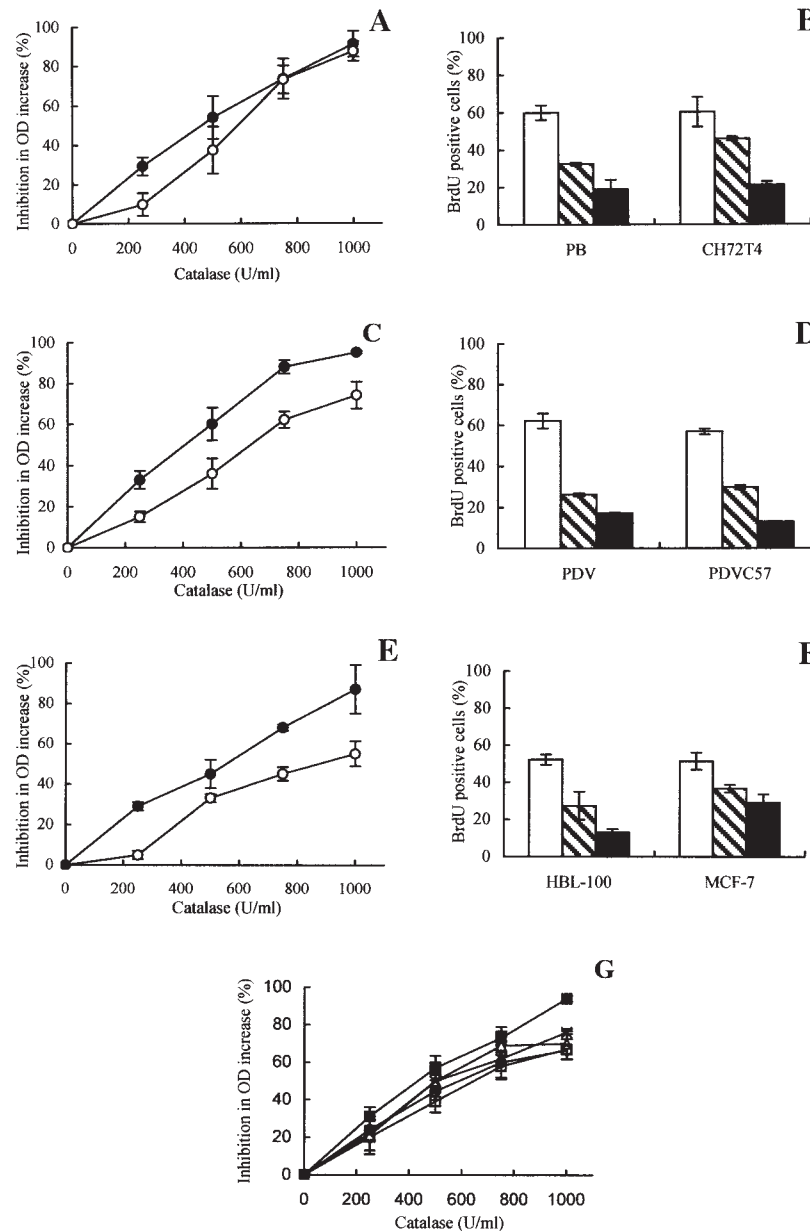 A
Inhibition in OD increase (%)
100
80
60
40
20
0
0 200 400 600 800 1000
Catalase (U/ml)
B
BrdU positive cells (%)
100
80
60
40
20
0
PB CH72T4
C
Inhibition in OD increase (%)
100
80
60
40
20
0
0 200 400 600 800 1000
Catalase (U/ml)
D
BrdU positive cells (%)
100
80
60
40
20
0
PDV PDVC57
E
Inhibition in OD increase (%)
100
80
60
40
20
0
0 200 400 600 800 1000
Catalase (U/ml)
BrdU positive cells (%)
100
80
60
40
20
0
HBL-100 MCF-7
G
Inhibition in OD increase (%)
100
80
60
40
20
0
0 200 400 600 800 1000
Catalase (U/ml)